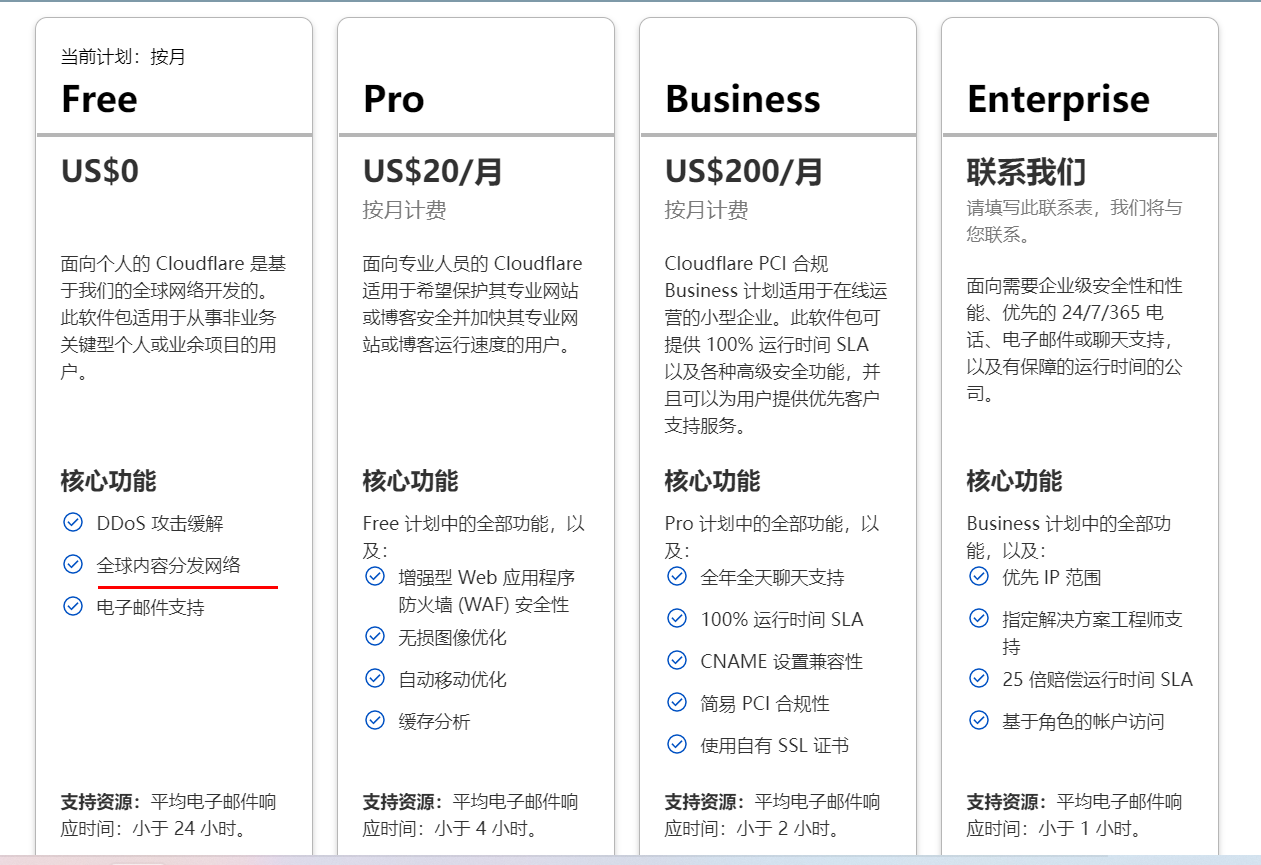 当前计划：按月
Free
US$0
面向个人的 Cloudflare 是基
于我们的全球网络开发的。
此软件包适用于从事非业务
关键型个人或业余项目的用
户。
核心功能
DDoS 攻击缓解
全球内容分发网络
电子邮件支持
支持资源：平均电子邮件响
应时间：小于 24 小时。
Pro
US$20/月
按月计费
面向专业人员的 Cloudflare
适用于希望保护其专业网站
或博客安全并加快其专业网
站或博客运行速度的用户。
核心功能
Free 计划中的全部功能，以
及：
增强型 Web 应用程序
防火墙 (WAF) 安全性
无损图像优化
自动移动优化
缓存分析
支持资源：平均电子邮件响
应时间：小于 4 小时。
Business
US$200/月
按月计费
Cloudflare PCI 合规
Business 计划适用于在线运
营的小型企业。此软件包可
提供 100% 运行时间 SLA
以及各种高级安全功能，并
且可以为用户提供优先客户
支持服务。
核心功能
Pro 计划中的全部功能，以
及：
全年全天聊天支持
100% 运行时间 SLA
CNAME 设置兼容性
简易 PCI 合规性
使用自有 SSL 证书
支持资源：平均电子邮件响
应时间：小于 2 小时。
Enterprise
联系我们
请填写此联系表，我们将与
您联系。
面向需要企业级安全性和性
能、优先的 24/7/365 电
话、电子邮件或聊天支持，
以及有保障的运行时间的公
司。
核心功能
Business 计划中的全部功
能，以及：
优先 IP 范围
指定解决方案工程师支
持
25 倍赔偿运行时间 SLA
基于角色的帐户访问
支持资源：平均电子邮件响
应时间：小于 1 小时。